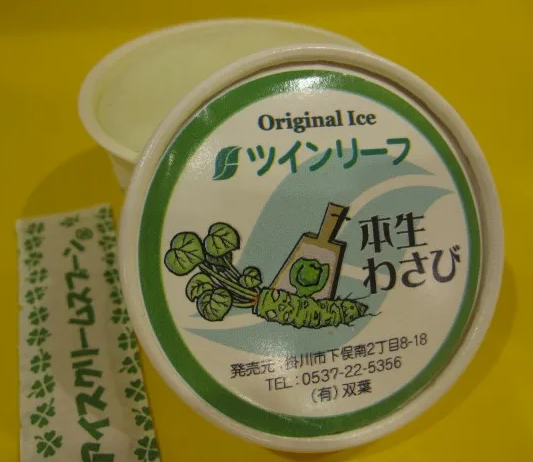 Original Ice
ツインリーフ
本生
わさび
発売元:掛川市下俣南2丁目8-18
TEL:0537-22-5356
(有)双葉
アイスクリームスプーン®